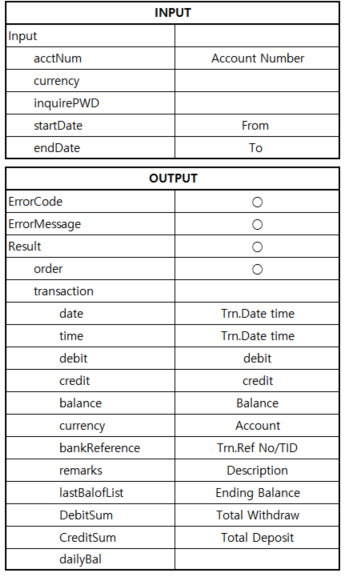 INPUT
Input
acctNum Account Number
currency
inquirePWD
startDate From
endDate To
OUTPUT
ErrorCode ○
ErrorMessage ○
Result ○
order ○
transaction
date Trn.Date time
time Trn.Date time
debit debit
credit credit
balance Balance
currency Account
bankReference Trn.Ref No/TID
remarks Description
lastBalofList Ending Balance
DebitSum Total Withdraw
CreditSum Total Deposit
dailyBal